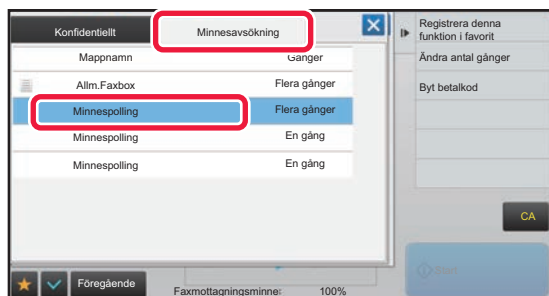 Konfidentiellt
Minnesavsökning
Mappnamn
Gånger
Allm.Faxbox
Flera gånger
Minnespolling
Flera gånger
Minnespolling
En gång
Minnespolling
En gång
Föregående
Faxmottagningsminne:
100%
Registrera denna
funktion i favorit
Ändra antal gånger
Byt betalkod
CA